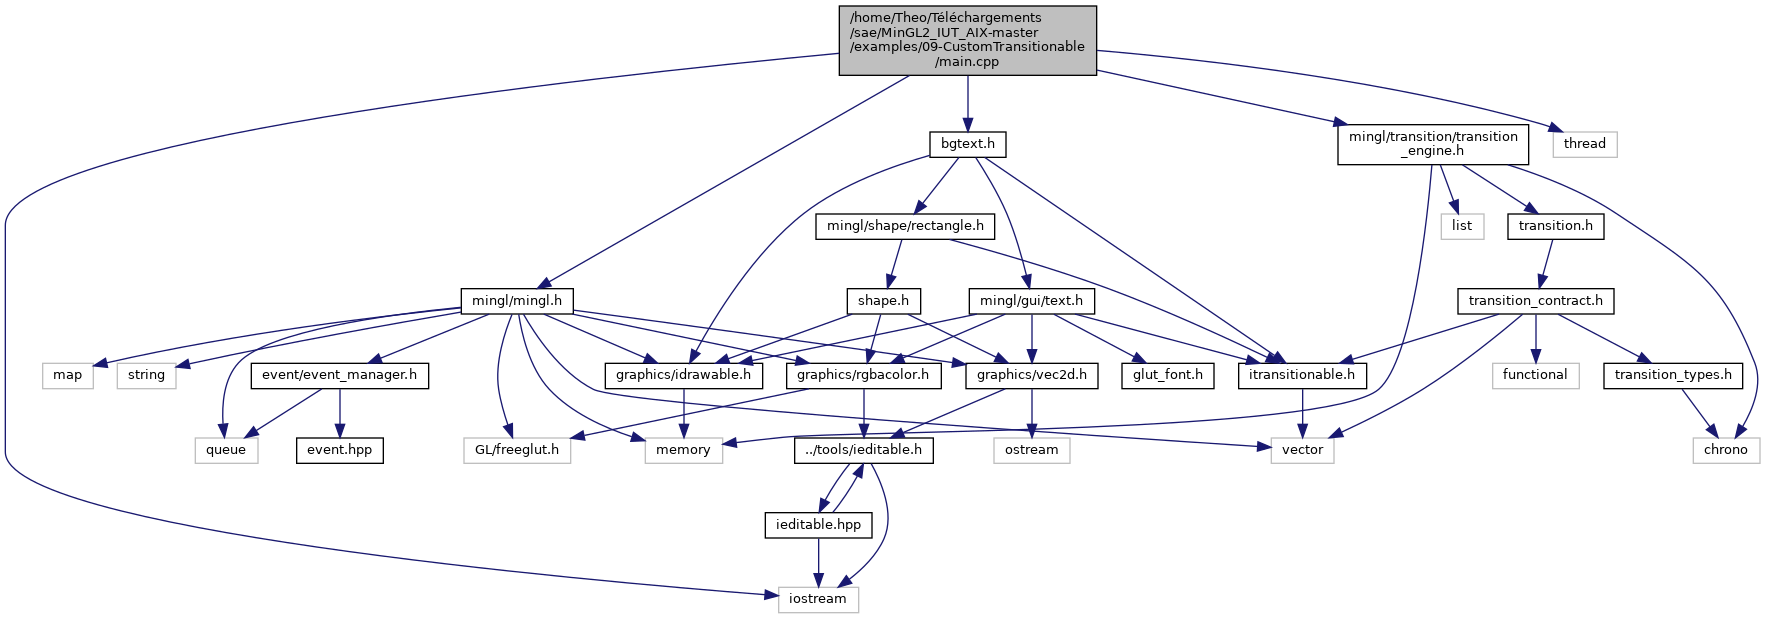 /home/Theo/Téléchargements
/sae/MinGL2_IUT_AIX-master
/examples/09-CustomTransitionable
/main.cpp
bgtext.h
mingl/transition/transition
_engine.h
thread
mingl/shape/rectangle.h
list
transition.h
mingl/mingl.h
shape.h
mingl/gui/text.h
transition_contract.h
map
string
event/event_manager.h
graphics/idrawable.h
graphics/rgbacolor.h
graphics/vec2d.h
glut_font.h
itransitionable.h
functional
transition_types.h
queue
event.hpp
GL/freeglut.h
memory
../tools/ieditable.h
ostream
vector
chrono
ieditable.hpp
iostream